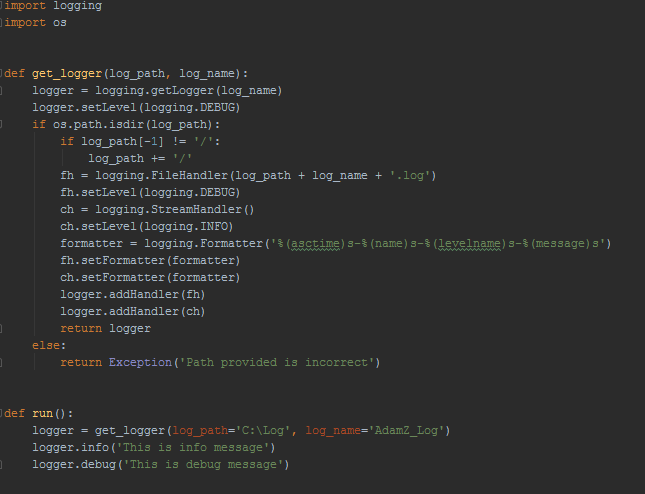 import logging
import os
def get_logger(log_path, log_name):
    logger = logging.getLogger(log_name)
    logger.setLevel(logging.DEBUG)
    if os.path.isdir(log_path):
        if log_path[-1] != '/':
            log_path += '/'
        fh = logging.FileHandler(log_path + log_name + '.log')
        fh.setLevel(logging.DEBUG)
        ch = logging.StreamHandler()
        ch.setLevel(logging.INFO)
        formatter = logging.Formatter('%(asctime)s-%(name)s-%(levelname)s-%(message)s')
        fh.setFormatter(formatter)
        ch.setFormatter(formatter)
        logger.addHandler(fh)
        logger.addHandler(ch)
        return logger
    else:
        return Exception('Path provided is incorrect')
def run():
    logger = get_logger(log_path='C:\Log', log_name='AdamZ_Log')
    logger.info('This is info message')
    logger.debug('This is debug message')